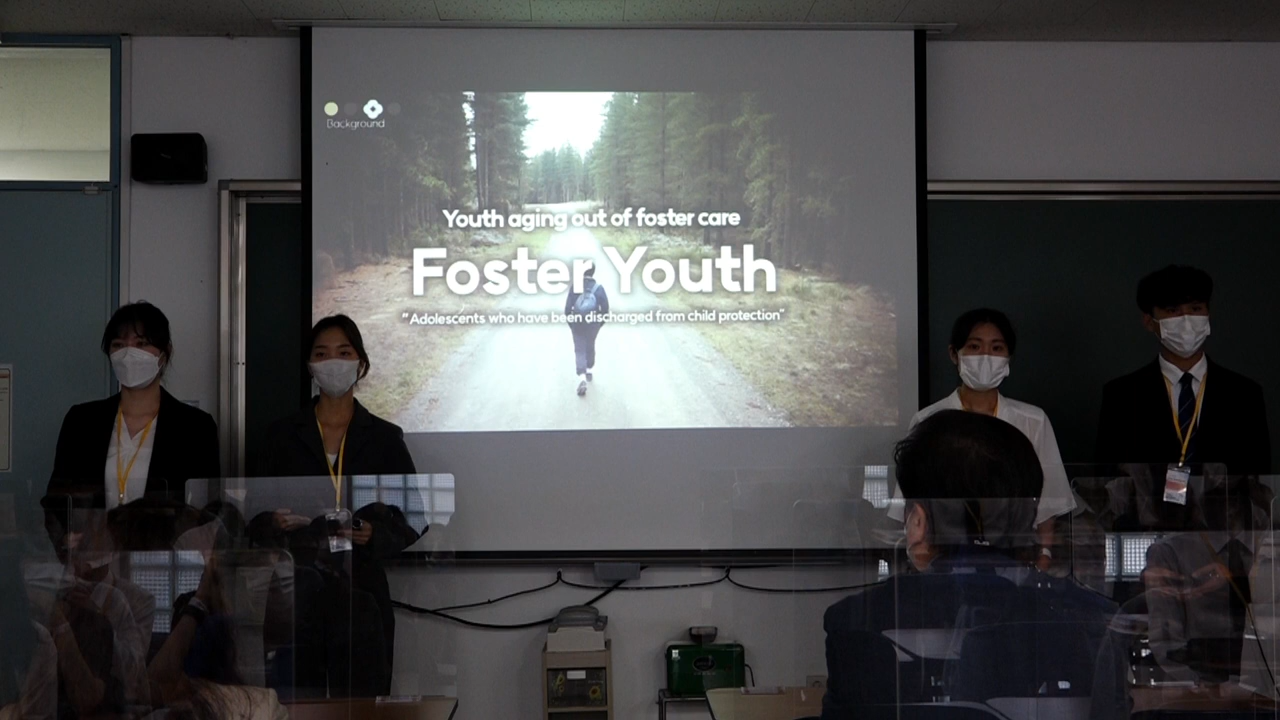 Background
Youth aging out of foster care
Foster Youth
"Adolescents who have been discharged from child protection"